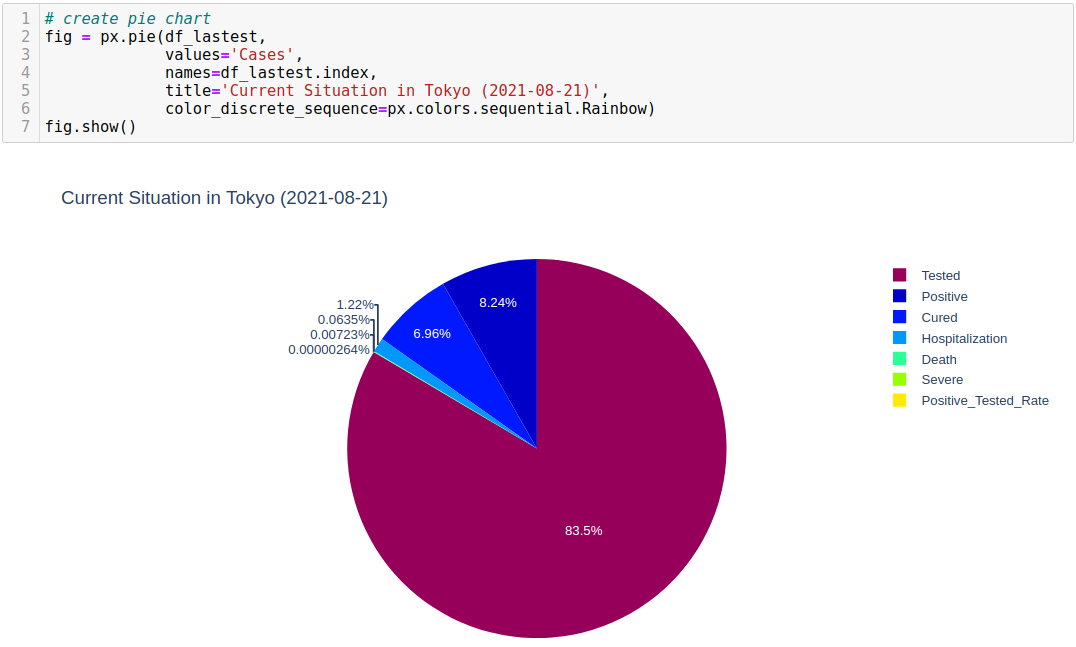 1 # create pie chart
2 fig = px.pie(df_lastest,
3             values='Cases',
4             names=df_lastest.index,
5             title='Current Situation in Tokyo (2021-08-21)',
6             color_discrete_sequence=px.colors.sequential.Rainbow)
7 fig.show()
Current Situation in Tokyo (2021-08-21)
1.22%
0.0635%
0.00723%
0.00000264%
6.96%
8.24%
83.5%
Tested
Positive
Cured
Hospitalization
Death
Severe
Positive_Tested_Rate